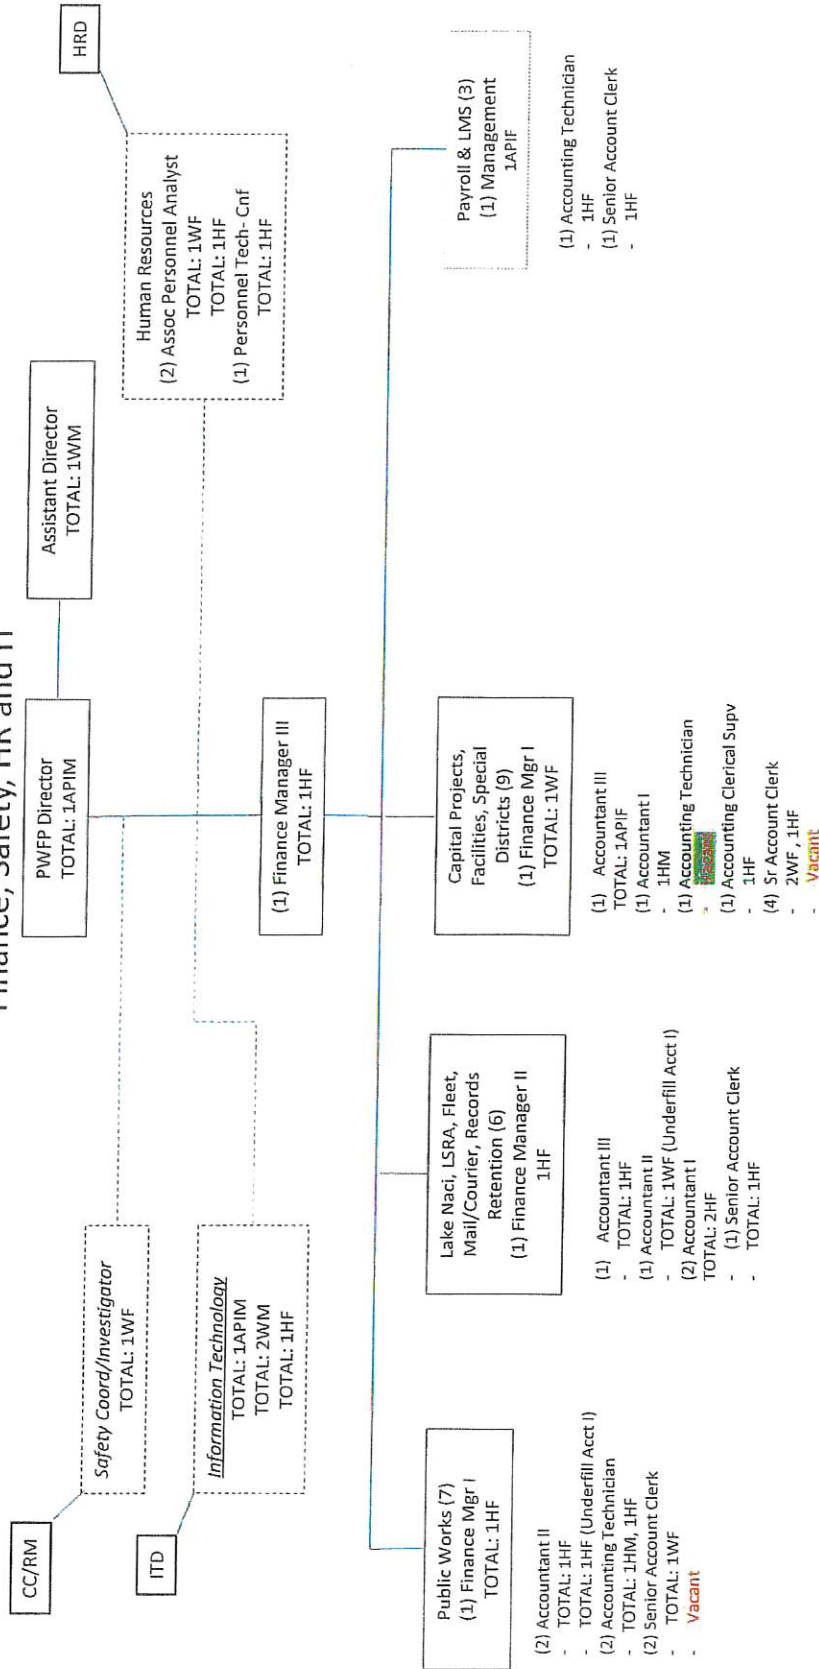 Finance, Safety, HR and IT
CC/RM
Safety Coord/Investigator
TOTAL: 1WF
ITD
Information Technology
TOTAL: 1APIM
TOTAL: 2WM
TOTAL: 1HF
PWFP Director
TOTAL: 1APIM
Assistant Director
TOTAL: 1WM
HRD
Human Resources
(2) Assoc Personnel Analyst
TOTAL: 1WF
TOTAL: 1HF
(1) Personnel Tech- Cnf
TOTAL: 1HF
(1) Finance Manager III
TOTAL: 1HF
Public Works (7)
(1) Finance Mgr I
TOTAL: 1HF
(2) Accountant II
- TOTAL: 1HF
- TOTAL: 1HF (Underfill Acct I)
(2) Accounting Technician
- TOTAL: 1HM, 1HF
(2) Senior Account Clerk
- TOTAL: 1WF
- Vacant
Lake Naci, LSRA, Fleet,
Mail/Courier, Records
Retention (6)
(1) Finance Manager II
1HF
(1) Accountant III
- TOTAL: 1HF
(1) Accountant II
- TOTAL: 1WF (Underfill Acct I)
(2) Accountant I
TOTAL: 2HF
- (1) Senior Account Clerk
- TOTAL: 1HF
Capital Projects,
Facilities, Special
Districts (9)
(1) Finance Mgr I
TOTAL: 1WF
(1) Accountant III
TOTAL: 1APIF
(1) Accountant I
- 1HM
(1) Accounting Technician
- Vacant
(1) Accounting Clerical Supv
- 1HF
(4) Sr Account Clerk
- 2WF, 1HF
- Vacant
Payroll & LMS (3)
(1) Management
1APIF
(1) Accounting Technician
- 1HF
(1) Senior Account Clerk
- 1HF